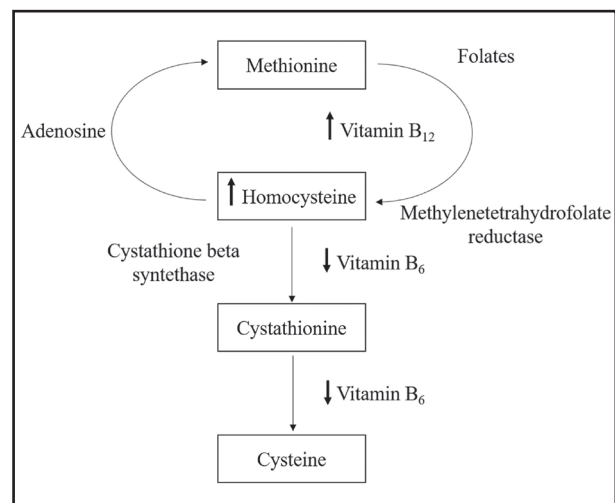 Methionine
Folates
Adenosine
↑ Vitamin B₁₂
↑ Homocysteine
Methylenetetrahydrofolate
reductase
Cystathione beta
syntethase
↓ Vitamin B₆
Cystathionine
↓ Vitamin B₆
Cysteine